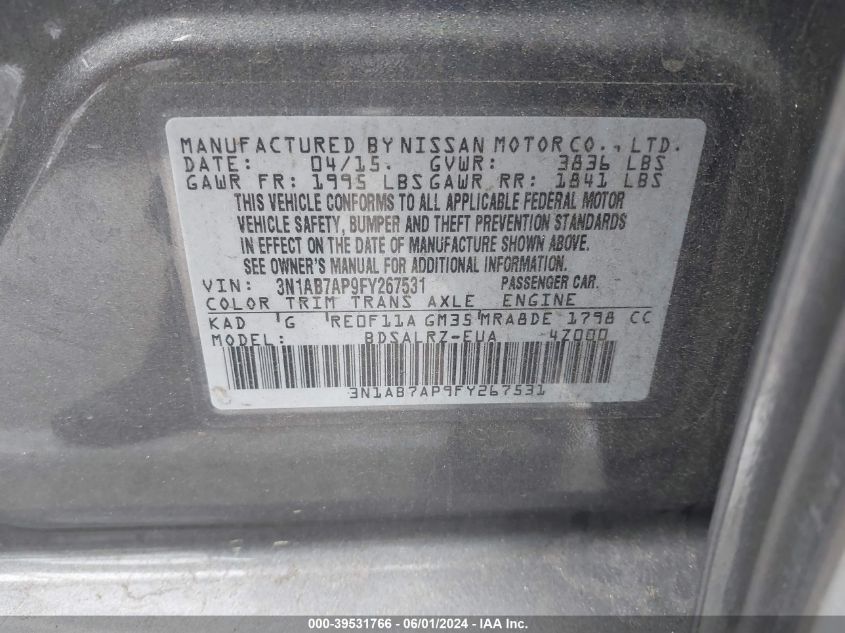 MANUFACTURED BY NISSAN MOTOR CO., LTD.
DATE: 04/15 GVWR: 3836 LBS
GAWR FR: 1995 LBS GAWR RR: 1841 LBS
THIS VEHICLE CONFORMS TO ALL APPLICABLE FEDERAL MOTOR
VEHICLE SAFETY, BUMPER AND THEFT PREVENTION STANDARDS
IN EFFECT ON THE DATE OF MANUFACTURE SHOWN ABOVE.
SEE OWNER'S MANUAL FOR ADDITIONAL INFORMATION.
VIN: 3N1AB7AP9FY267531 PASSENGER CAR.
COLOR TRIM TRANS AXLE ENGINE
KAD G RE0F11A GM35 MRA8DE 1798 CC
MODEL: BDSALRZ-EUA -4Z000
3N1AB7AP9FY267531
000-39531766 - 06/01/2024 - IAA Inc.